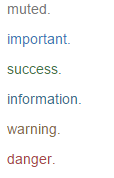 muted.
important.
success.
information.
warning.
danger.